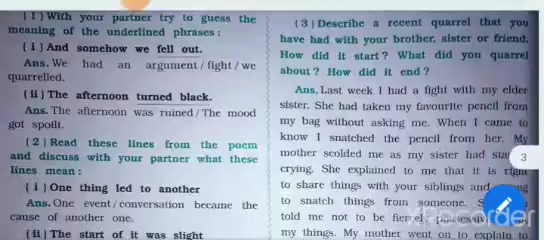 ( 1 ) With your partner try to guess the
meaning of the underlined phrases :
( i ) And somehow we fell out.
Ans. We had an argument / fight / we
quarrelled.
(ii) The afternoon turned black.
Ans. The afternoon was ruined / The mood
got spoilt.
( 2 ) Read these lines from the poem
and discuss with your partner what these
lines mean :
( i ) One thing led to another
Ans. One event / conversation became the
cause of another one.
(ii) The start of it was slight
( 3 ) Describe a recent quarrel that you
have had with your brother, sister or friend.
How did it start ? What did you quarrel
about ? How did it end ?
Ans. Last week I had a fight with my elder
sister. She had taken my favourite pencil from
my bag without asking me. When I came to
know I snatched the pencil from her. My
mother scolded me as my sister had
crying. She explained to me that it is right
to share things with your siblings and
to snatch things from someone.
told me not to be
my things. My mother went on to explain to
3